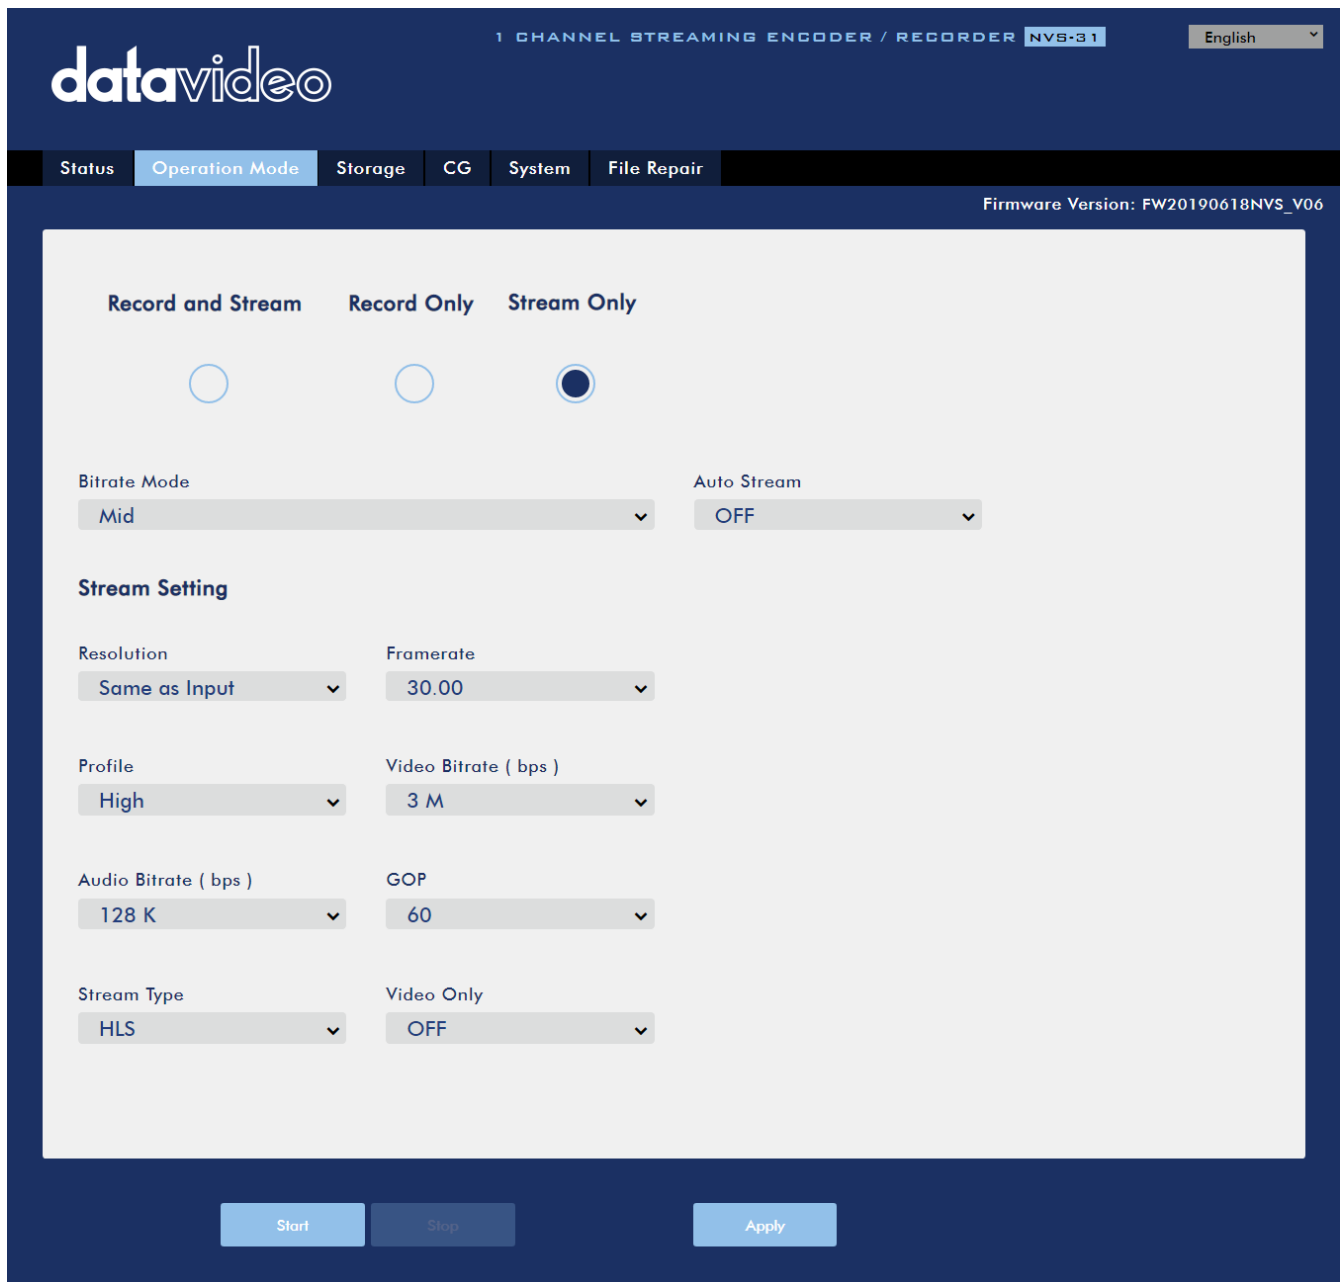 1 CHANNEL STREAMING ENCODER / RECORDER NVS-31
English
datavideo
Status Operation Mode Storage CG System File Repair
Firmware Version: FW20190618NVS_V06
Record and Stream Record Only Stream Only
Bitrate Mode Auto Stream
Mid OFF
Stream Setting
Resolution Framerate
Same as Input 30.00
Profile Video Bitrate ( bps )
High 3 M
Audio Bitrate ( bps ) GOP
128 K 60
Stream Type Video Only
HLS OFF
Start Stop Apply